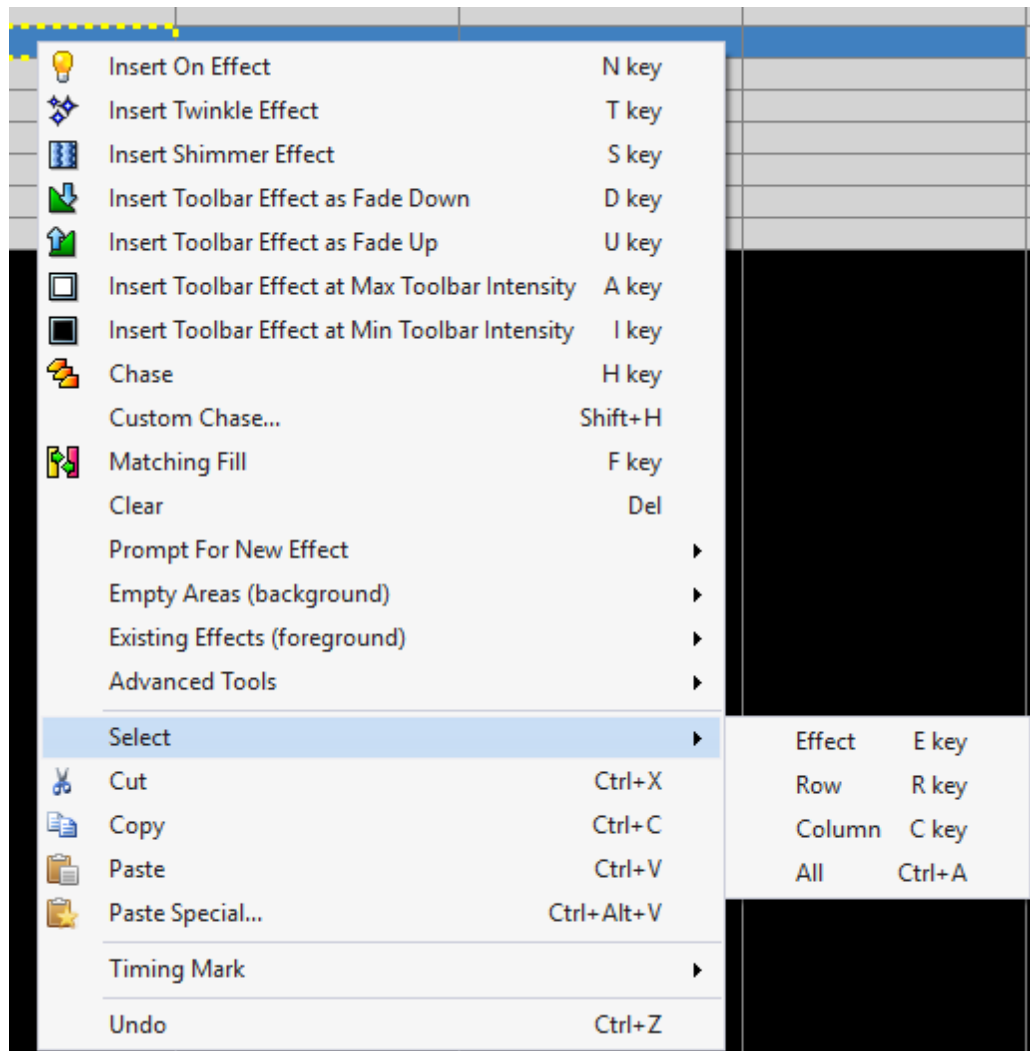 Insert On Effect N key
Insert Twinkle Effect T key
Insert Shimmer Effect S key
Insert Toolbar Effect as Fade Down D key
Insert Toolbar Effect as Fade Up U key
Insert Toolbar Effect at Max Toolbar Intensity A key
Insert Toolbar Effect at Min Toolbar Intensity I key
Chase H key
Custom Chase... Shift+H
Matching Fill F key
Clear Del
Prompt For New Effect
Empty Areas (background)
Existing Effects (foreground)
Advanced Tools
Select
Cut Ctrl+X
Copy Ctrl+C
Paste Ctrl+V
Paste Special... Ctrl+Alt+V
Timing Mark
Undo Ctrl+Z
Effect E key
Row R key
Column C key
All Ctrl+A